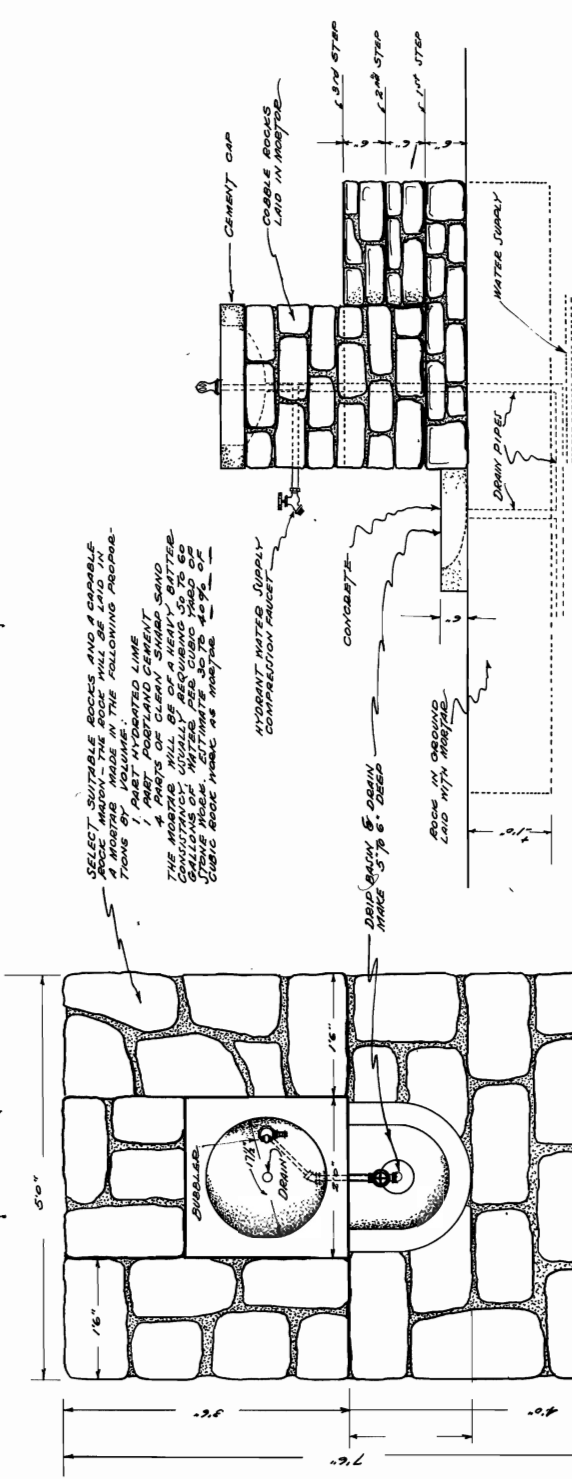 SELECT SUITABLE ROCKS AND A CAPABLE
ROCK MASON - THE ROCK WILL BE LAID IN
A MORTAR MADE IN THE FOLLOWING PROPOR-
TIONS BY VOLUME:
1 PART HYDRATED LIME
1 PART PORTLAND CEMENT
4 PARTS OF CLEAN SHARP SAND
THE MORTAR WILL BE OF A HEAVY BATTER
CONSISTANCY, USUALLY REQUIRING 50 TO 60
GALLONS OF WATER PER CUBIC YARD OF
STONE WORK. ESTIMATE 30 TO 40% OF
CUBIC ROCK WORK AS MORTAR
CEMENT CAP
COBBLE ROCKS
LAID IN MORTOR
3rd STEP
2nd STEP
1st STEP
6"
6"
6"
HYDRANT WATER SUPPLY
COMPRESSION FAUCET
CONCRETE
6"
DRAIN PIPES
WATER SUPPLY
ROCK IN GROUND
LAID WITH MORTAR
1'-0"
DRIP BASIN & DRAIN
MAKE 5" TO 6" DEEP
5'0"
1'6"
BUBBLER
17½"
DRAIN
2'0"
1'6"
3'6"
4'0"
7'6"